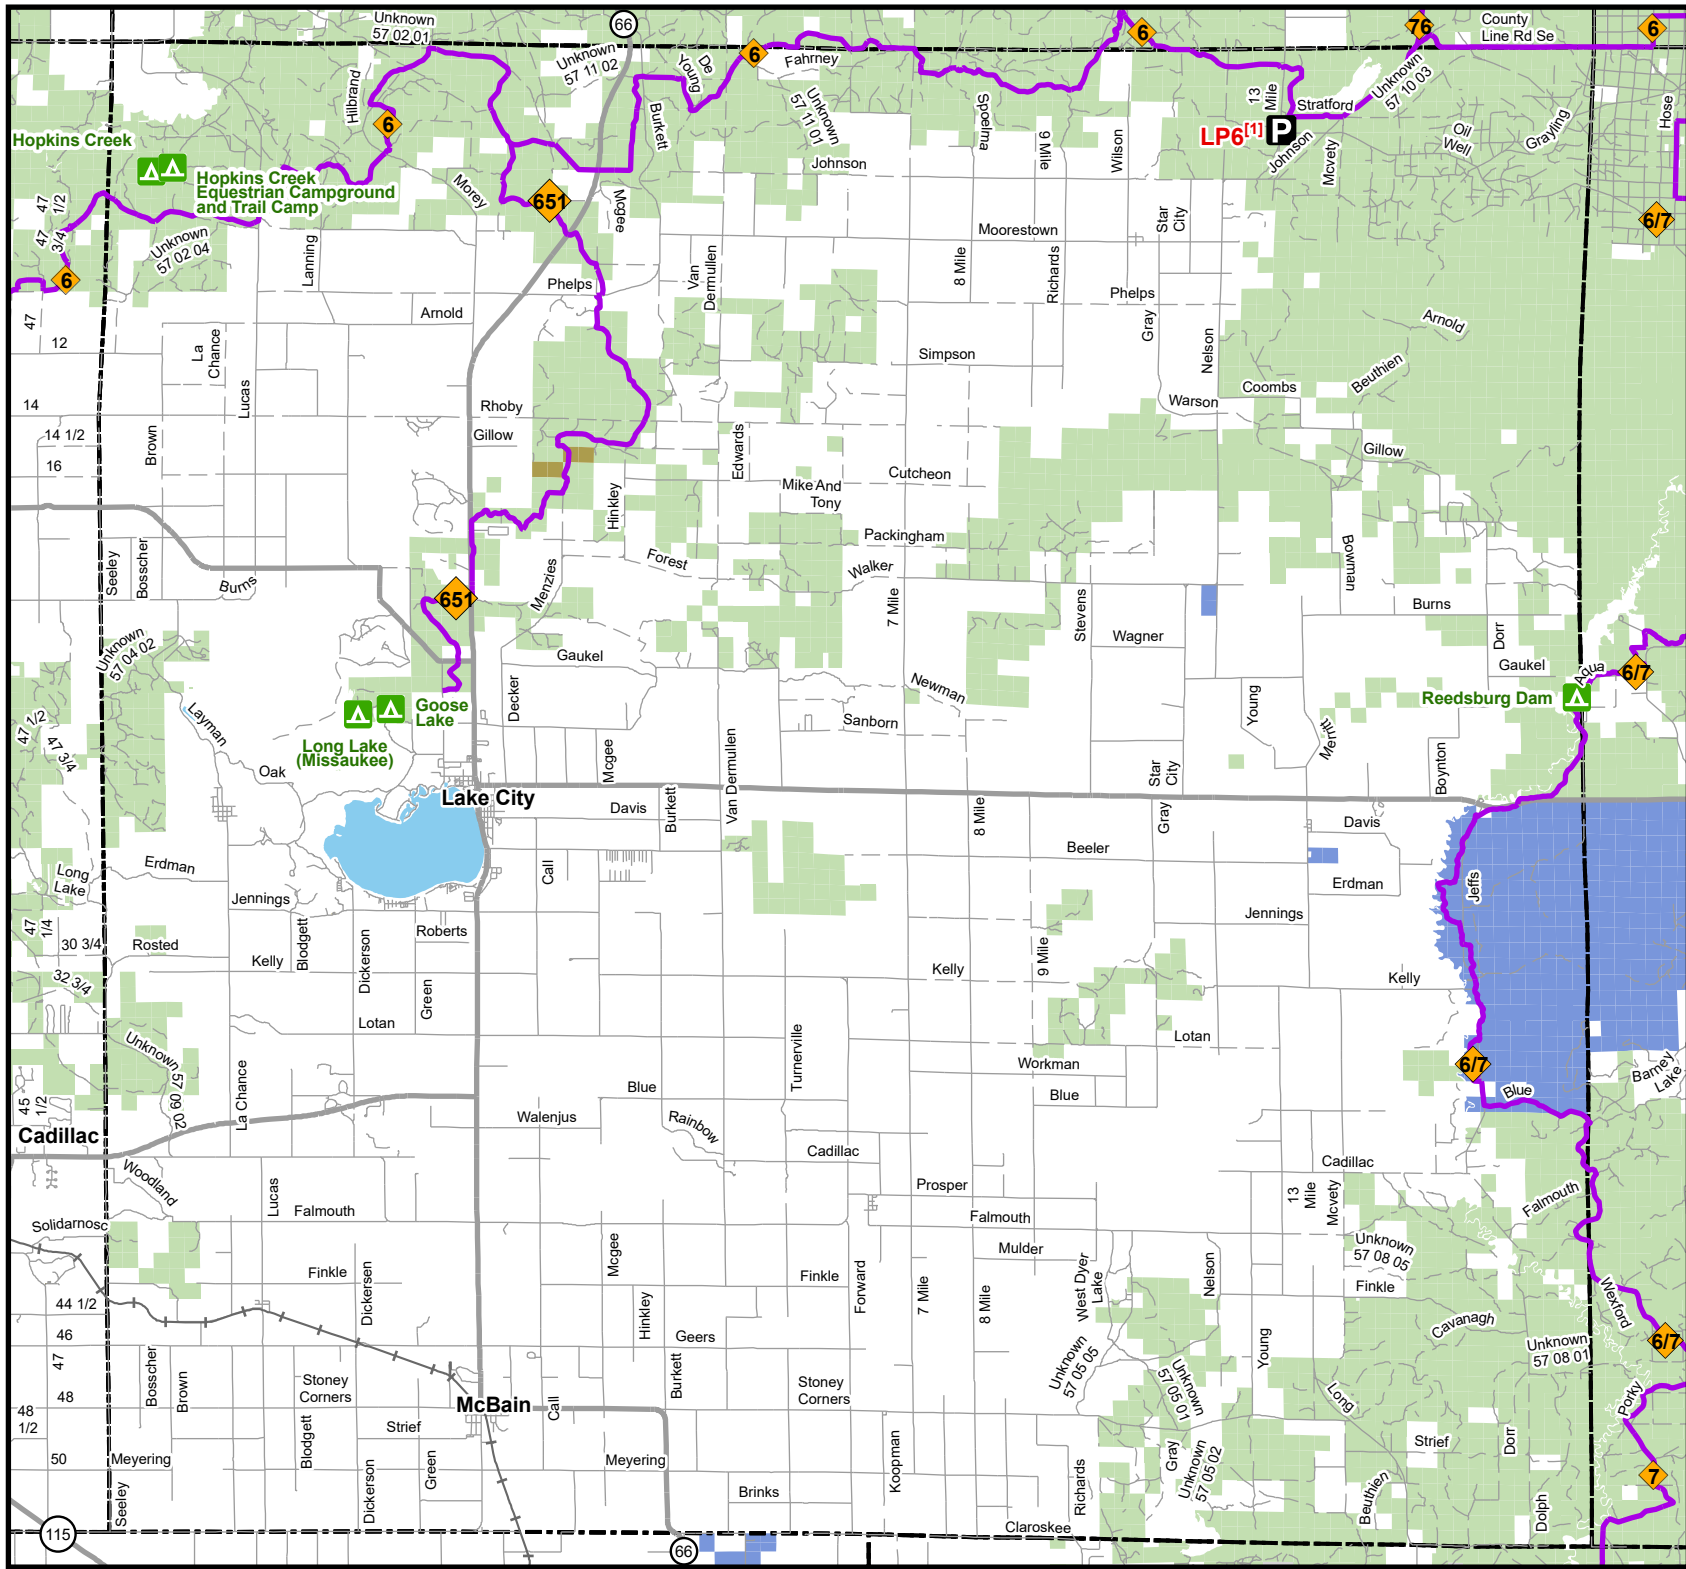 Unknown
57 02 01
66
Unknown
57 11 02
De
Young
6
Fahrney
6
76
County
Line Rd Se
6
Hilbrand
6
Burkett
Unknown
57 11 01
Spoelma
9 Mile
Wilson
13
Mile
Stratford
Unknown
57 10 03
Hose
LP6[1]
P
Johnson
Mcvety
Oil
Well
Grayling
Hopkins Creek
Hopkins Creek
Equestrian Campground
and Trail Camp
Johnson
47
1/2
47
3/4
Unknown
57 02 04
Morey
651
Mcgee
Moorestown
Star
City
6/7
6
Lanning
Van
Dermullen
8 Mile
Richards
Phelps
Phelps
47
Arnold
Gray
Nelson
Arnold
12
La
Chance
Simpson
Lucas
Coombs
Beuthien
14
Rhoby
Warson
14 1/2
Brown
Gillow
Edwards
Gillow
16
Cutcheon
Mike And
Tony
Hinkley
Packingham
Seeley
Bosscher
Burns
Forest
Walker
Bowman
Menzies
651
7 Mile
Stevens
Burns
Wagner
Dorr
Unknown
57 04 02
Gaukel
Gaukel
Aqua
6/7
Newman
Reedsburg Dam
Decker
Goose
Lake
Long Lake
(Missaukee)
Layman
Sanborn
Young
Merritt
47 1/2
47 3/4
Oak
Mcgee
Van Dermullen
Star
City
Boynton
Lake City
Davis
Burkett
8 Mile
Gray
Davis
Beeler
Erdman
Long
Lake
Call
Erdman
Jeffs
Jennings
Jennings
47
1/4
30 3/4
Rosted
Blodgett
Roberts
Dickerson
9 Mile
Kelly
Kelly
Kelly
32 3/4
Green
Lotan
Lotan
Unknown
57 09 02
Turnerville
Workman
6/7
Barney
Lake
45
1/2
La Chance
Blue
Blue
Blue
Walenjus
Rainbow
Cadillac
Cadillac
Cadillac
Woodland
Lucas
Prosper
13
Mile
Mcvety
Falmouth
Solidarnosc
Falmouth
Falmouth
Mulder
Unknown
57 08 05
Mcgee
Finkle
Finkle
Forward
7 Mile
8 Mile
West Dyer
Lake
Nelson
Finkle
Dickersen
44 1/2
Hinkley
Wexford
46
Geers
Cavanagh
Young
Unknown
57 08 01
6/7
47
Bosscher
Brown
Burkett
Unknown
57 05 05
Unknown
57 05 01
48
Stoney
Corners
Stoney
Corners
Long
Porky
48
1/2
McBain
Call
Blodgett
Strief
Gray
Strief
Dorr
50
Meyering
Green
Meyering
Koopman
Unknown
57 05 02
7
Seeley
Dickerson
Brinks
Richards
Beuthien
Dolph
Claroskee
115
66